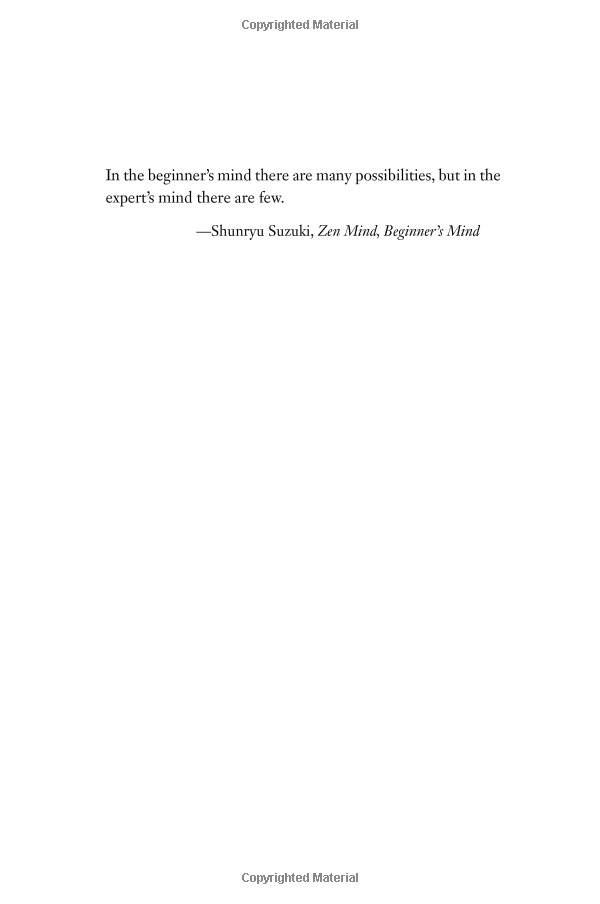 Copyrighted Material
In the beginner’s mind there are many possibilities, but in the
expert’s mind there are few.
—Shunryu Suzuki, Zen Mind, Beginner’s Mind
Copyrighted Material